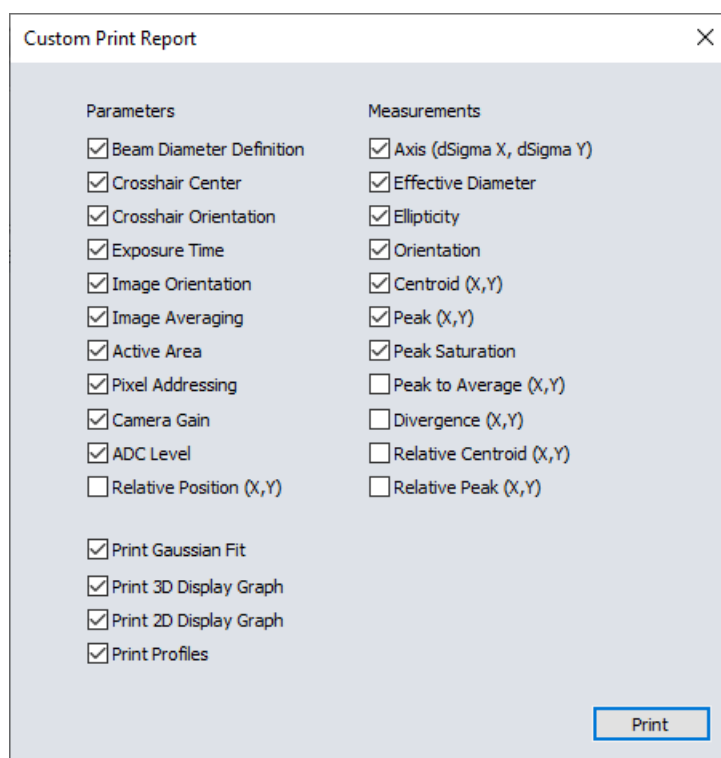 Custom Print Report
Parameters
Beam Diameter Definition
Crosshair Center
Crosshair Orientation
Exposure Time
Image Orientation
Image Averaging
Active Area
Pixel Addressing
Camera Gain
ADC Level
Relative Position (X,Y)
Measurements
Axis (dSigma X, dSigma Y)
Effective Diameter
Ellipticity
Orientation
Centroid (X,Y)
Peak (X,Y)
Peak Saturation
Peak to Average (X,Y)
Divergence (X,Y)
Relative Centroid (X,Y)
Relative Peak (X,Y)
Print Gaussian Fit
Print 3D Display Graph
Print 2D Display Graph
Print Profiles
Print